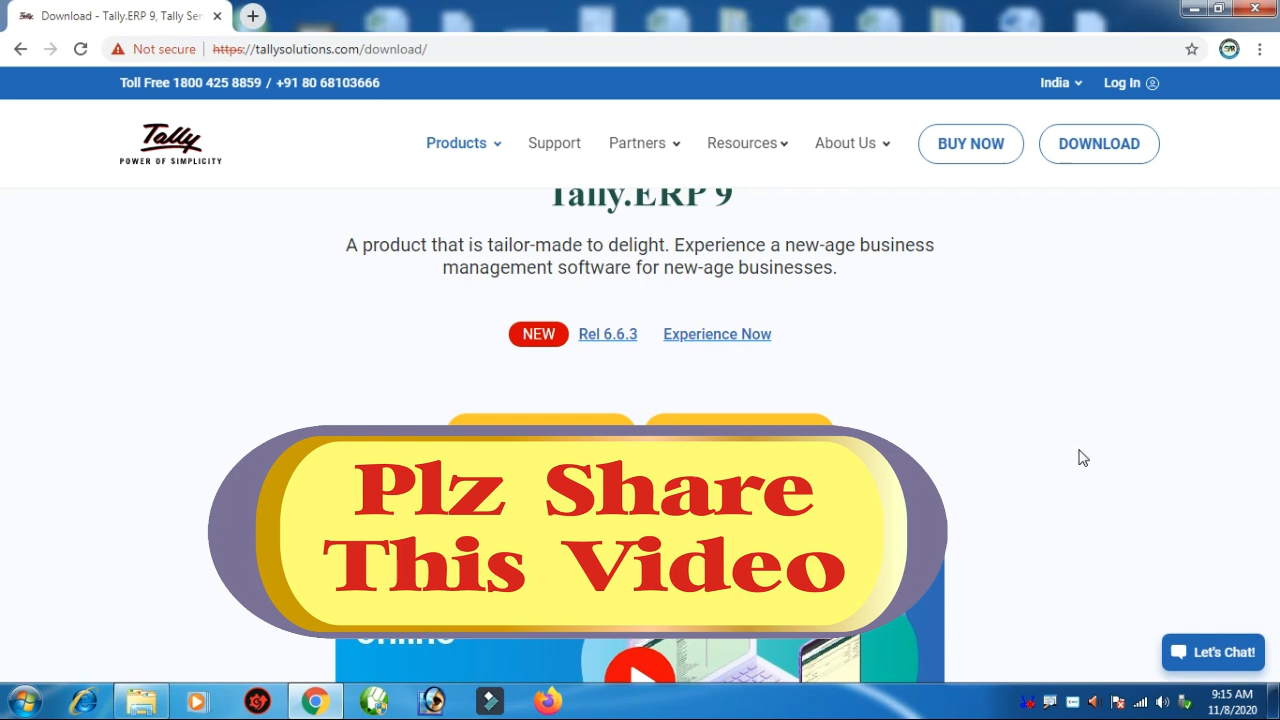 Download - Tally.ERP 9, Tally Ser
Not secure
https://tallysolutions.com/download/
Toll Free 1800 425 8859 / +91 80 68103666
India
Log In
Tally
POWER OF SIMPLICITY
Products
Support
Partners
Resources
About Us
BUY NOW
DOWNLOAD
Tally.ERP 9
A product that is tailor-made to delight. Experience a new-age business
management software for new-age businesses.
NEW
Rel 6.6.3
Experience Now
Plz Share
This Video
online
Let's Chat!
9:15 AM
11/8/2020